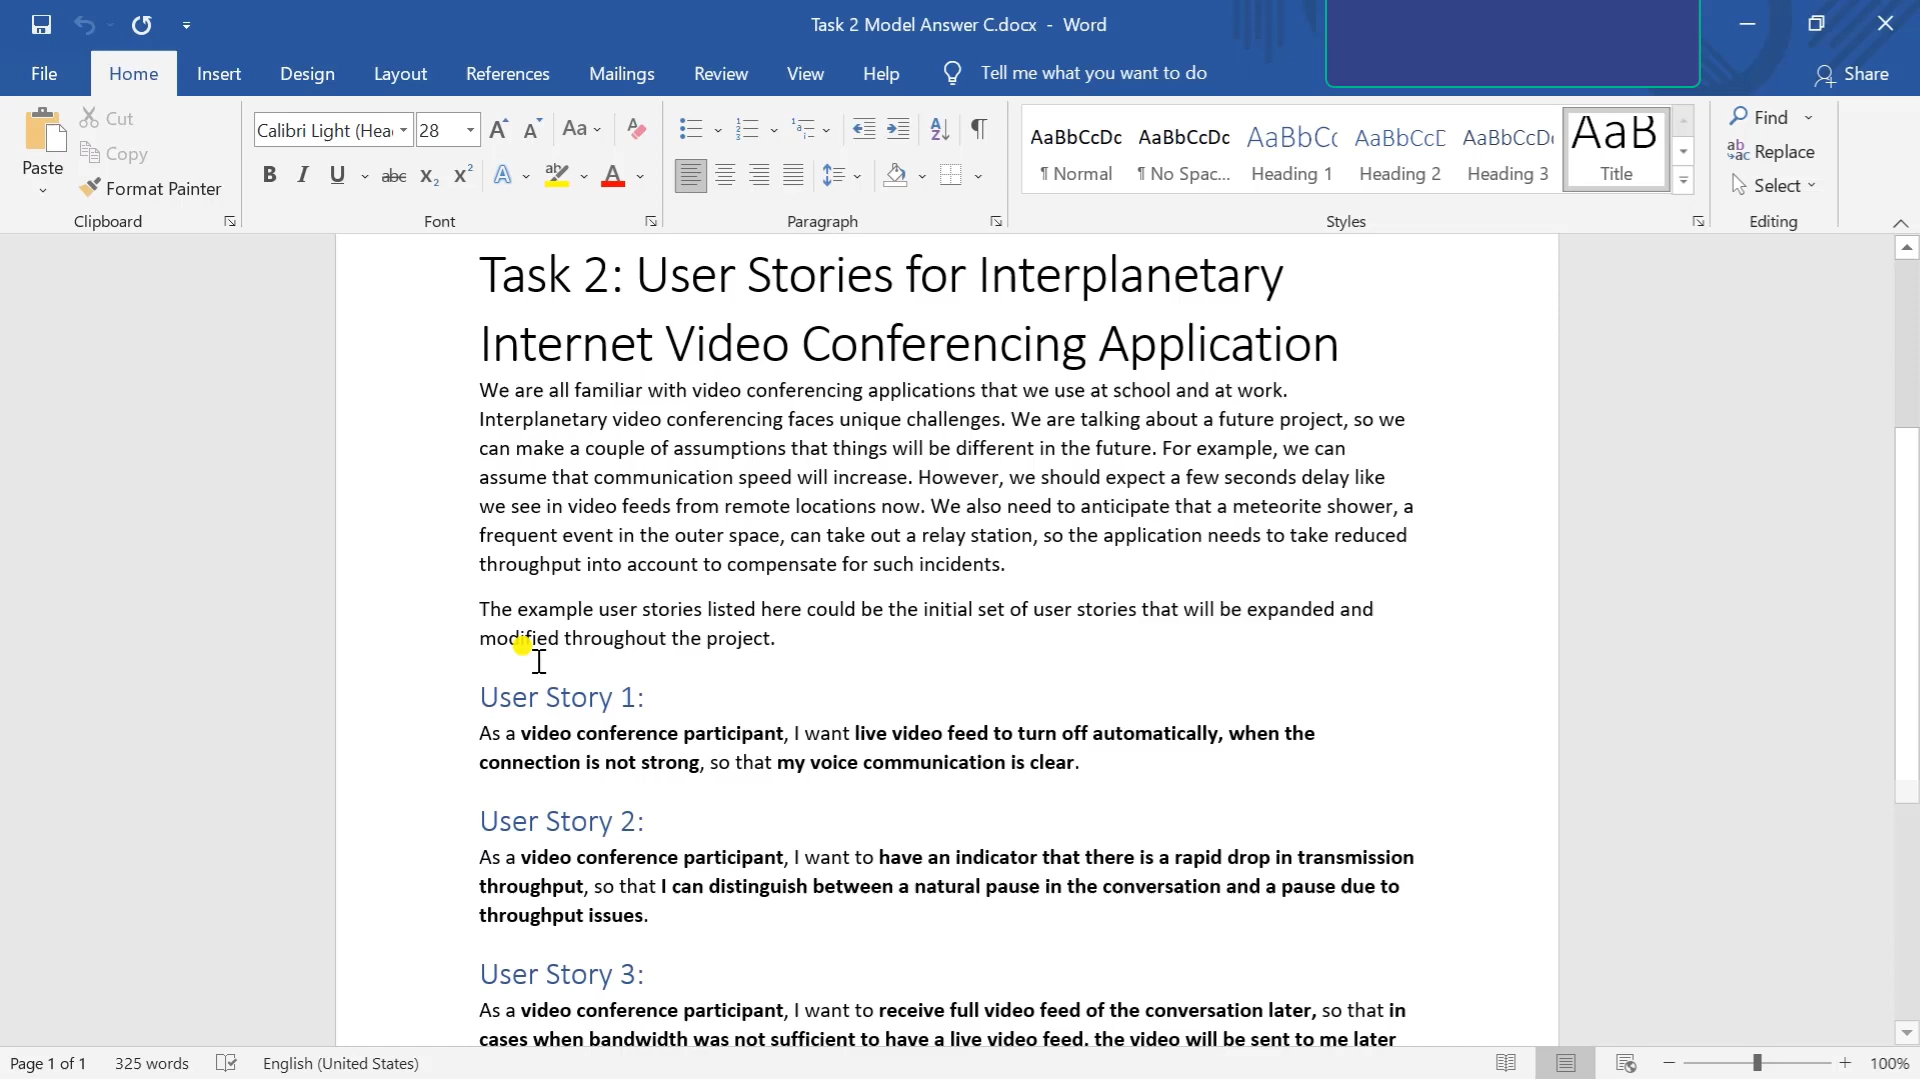 Task 2 Model Answer C.docx - Word
File Home Insert Design Layout References Mailings Review View Help Tell me what you want to do Share
Paste
Cut
Copy
Format Painter
Clipboard
Calibri Light (Hea 28
Font
Paragraph
AaBbCcDc AaBbCcDc AaBbCc AaBbCcD AaBbCcD AaB
¶ Normal ¶ No Spac... Heading 1 Heading 2 Heading 3 Title
Styles
Find
Replace
Select
Editing
Task 2: User Stories for Interplanetary
Internet Video Conferencing Application
We are all familiar with video conferencing applications that we use at school and at work.
Interplanetary video conferencing faces unique challenges. We are talking about a future project, so we
can make a couple of assumptions that things will be different in the future. For example, we can
assume that communication speed will increase. However, we should expect a few seconds delay like
we see in video feeds from remote locations now. We also need to anticipate that a meteorite shower, a
frequent event in the outer space, can take out a relay station, so the application needs to take reduced
throughput into account to compensate for such incidents.
The example user stories listed here could be the initial set of user stories that will be expanded and
modified throughout the project.
User Story 1:
As a video conference participant, I want live video feed to turn off automatically, when the
connection is not strong, so that my voice communication is clear.
User Story 2:
As a video conference participant, I want to have an indicator that there is a rapid drop in transmission
throughput, so that I can distinguish between a natural pause in the conversation and a pause due to
throughput issues.
User Story 3:
As a video conference participant, I want to receive full video feed of the conversation later, so that in
cases when bandwidth was not sufficient to have a live video feed, the video will be sent to me later
Page 1 of 1 325 words English (United States) 100%